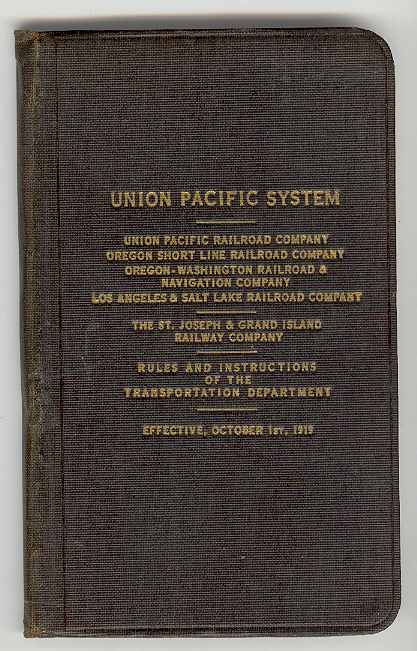 UNION PACIFIC SYSTEM
UNION PACIFIC RAILROAD COMPANY
OREGON SHORT LINE RAILROAD COMPANY
OREGON-WASHINGTON RAILROAD &
NAVIGATION COMPANY
LOS ANGELES & SALT LAKE RAILROAD COMPANY
THE ST. JOSEPH & GRAND ISLAND
RAILWAY COMPANY
RULES AND INSTRUCTIONS
OF THE
TRANSPORTATION DEPARTMENT
EFFECTIVE, OCTOBER 1ST, 1919